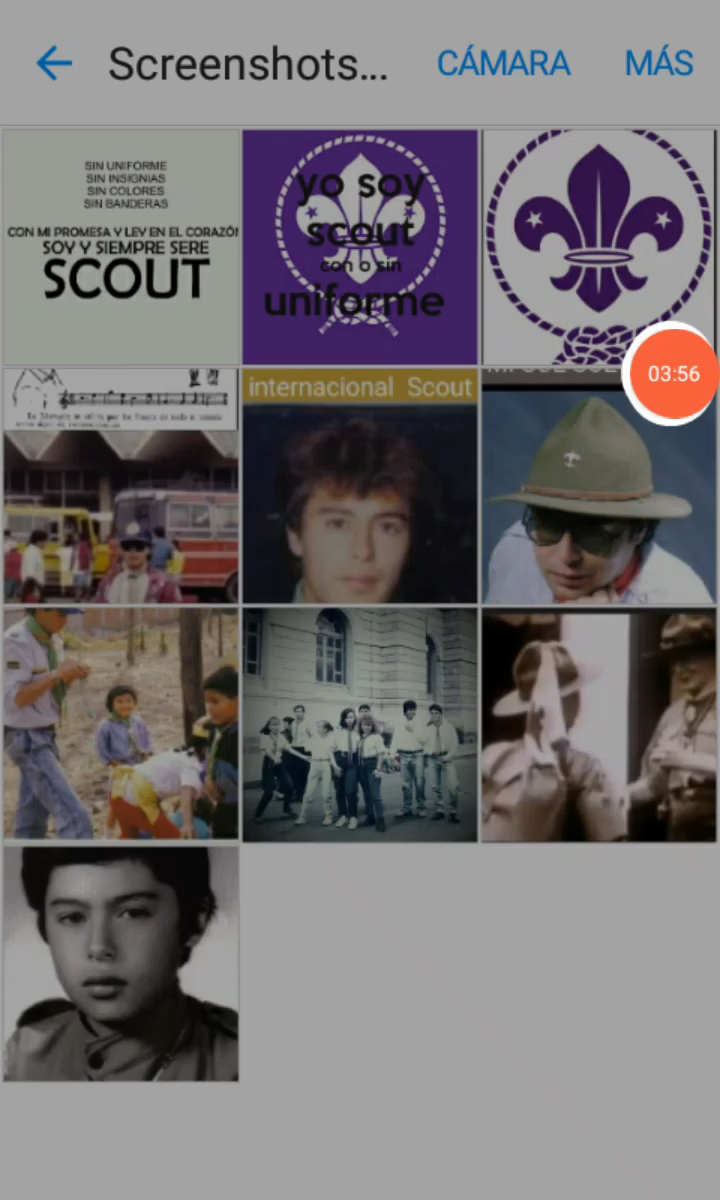 Screenshots...
CÁMARA
MÁS
SIN UNIFORME
SIN INSIGNIAS
SIN COLORES
SIN BANDERAS
CON MI PROMESA Y LEY EN EL CORAZÓN
SOY Y SIEMPRE SERE
SCOUT
yo soy
scout
con o sin
uniforme
03:56
internacional Scout